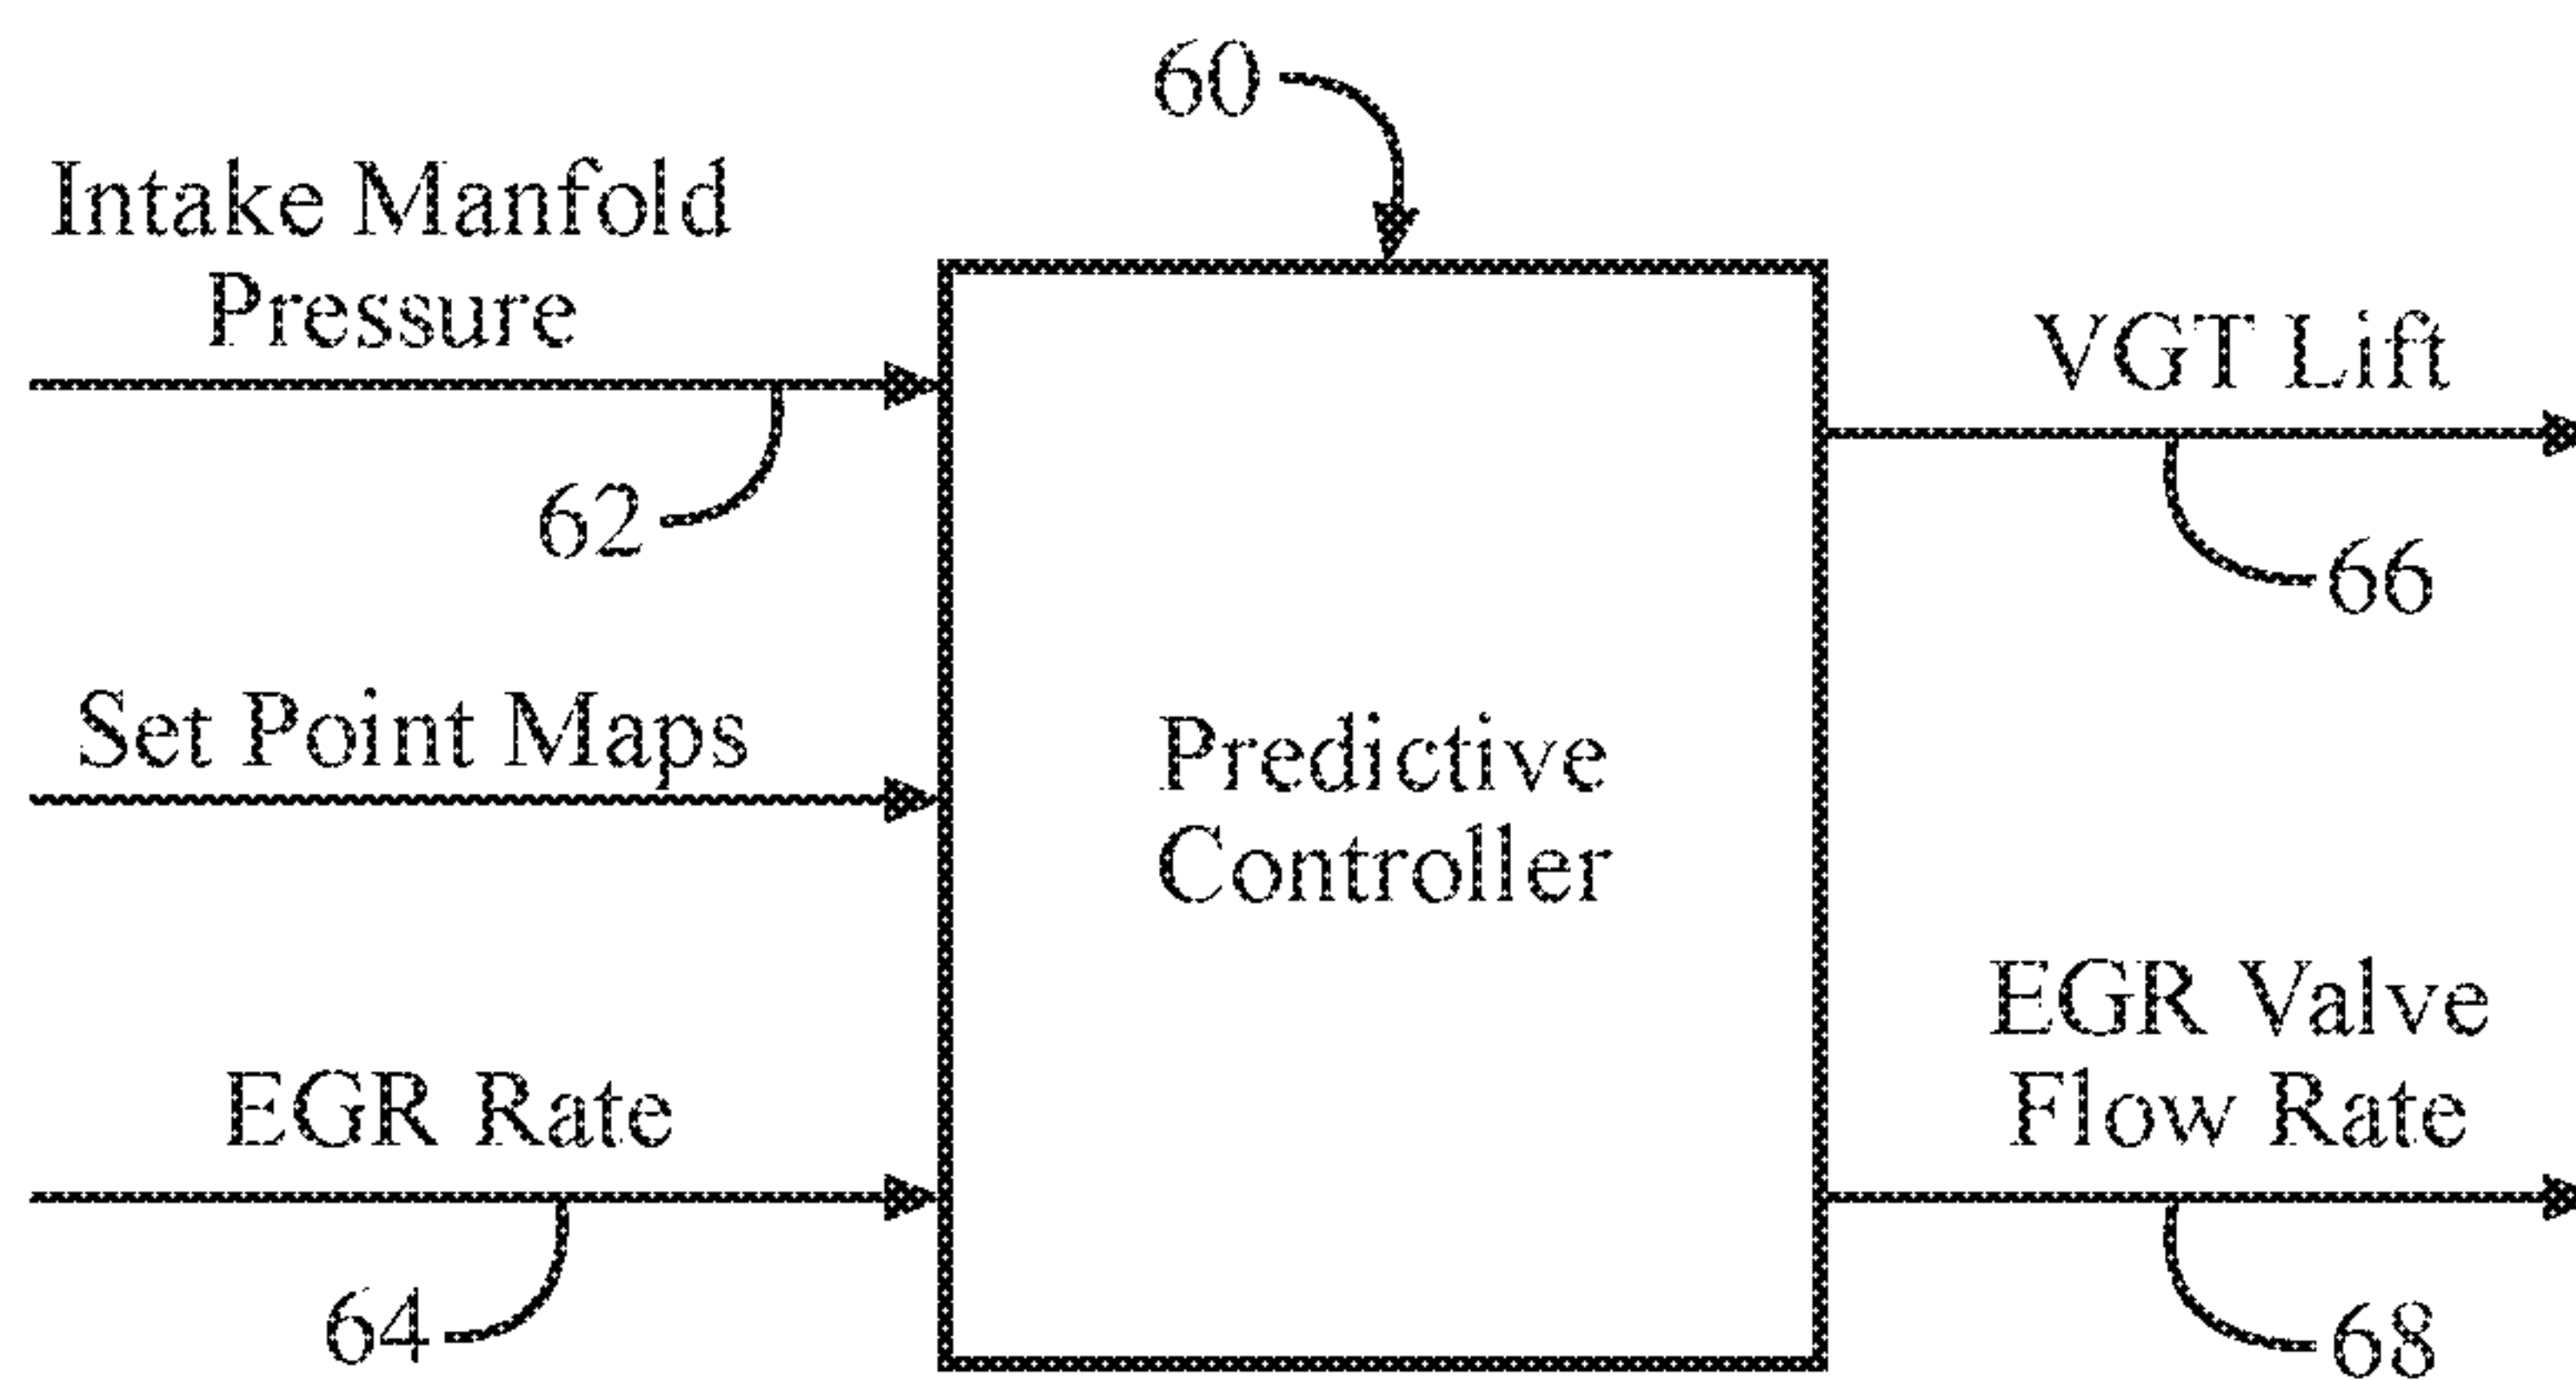 60
Intake Manfold
Pressure
62
VGT Lift
66
Set Point Maps
Predictive
Controller
EGR Rate
64
EGR Valve
Flow Rate
68